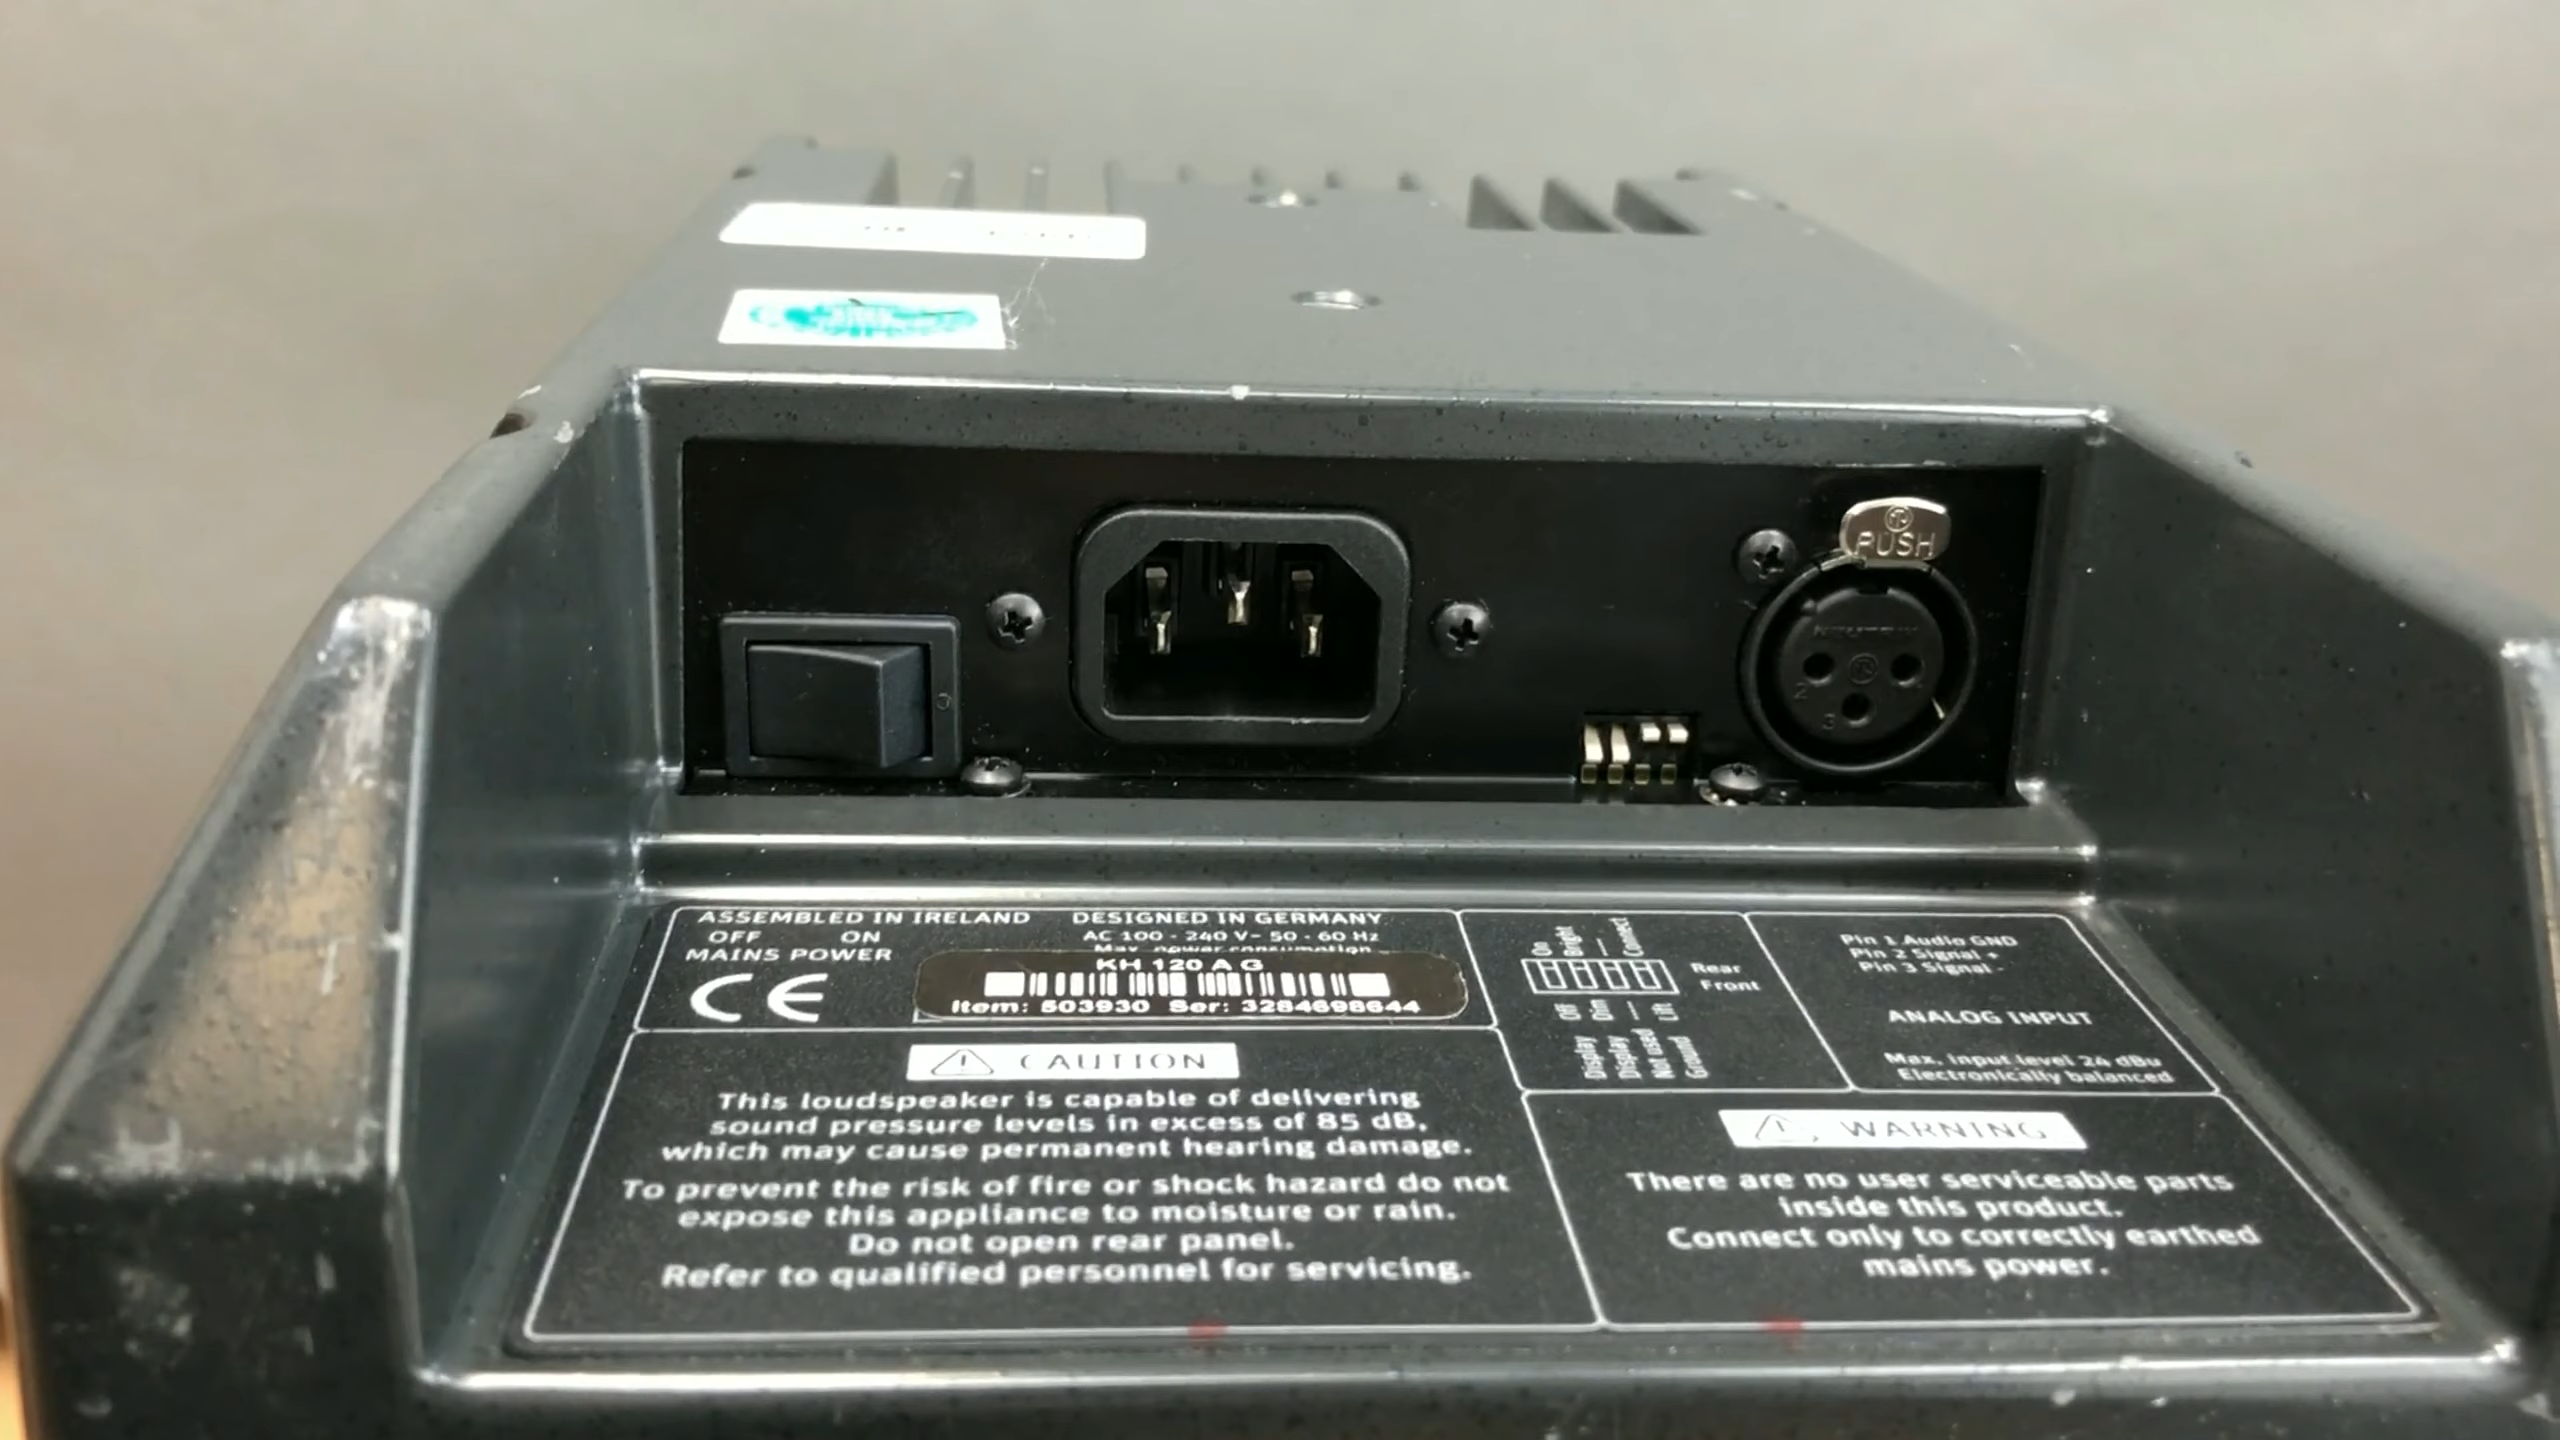 PUSH
2
3
ASSEMBLED IN IRELAND
DESIGNED IN GERMANY
OFF ON
MAINS POWER
AC 100 - 240 V~ 50 - 60 Hz
Max. power consumption
CE
KH 120 A G
Item: 503930 Ser: 3284698644
On
Bright
Connect
Rear
Front
Off
Dim
Lift
Display
Display
Not used
Ground
Pin 1 Audio GND
Pin 2 Signal +
Pin 3 Signal -
ANALOG INPUT
Max. input level 24 dBu
Electronically balanced
CAUTION
This loudspeaker is capable of delivering
sound pressure levels in excess of 85 dB,
which may cause permanent hearing damage.
To prevent the risk of fire or shock hazard do not
expose this appliance to moisture or rain.
Do not open rear panel.
Refer to qualified personnel for servicing.
WARNING
There are no user serviceable parts
inside this product.
Connect only to correctly earthed
mains power.